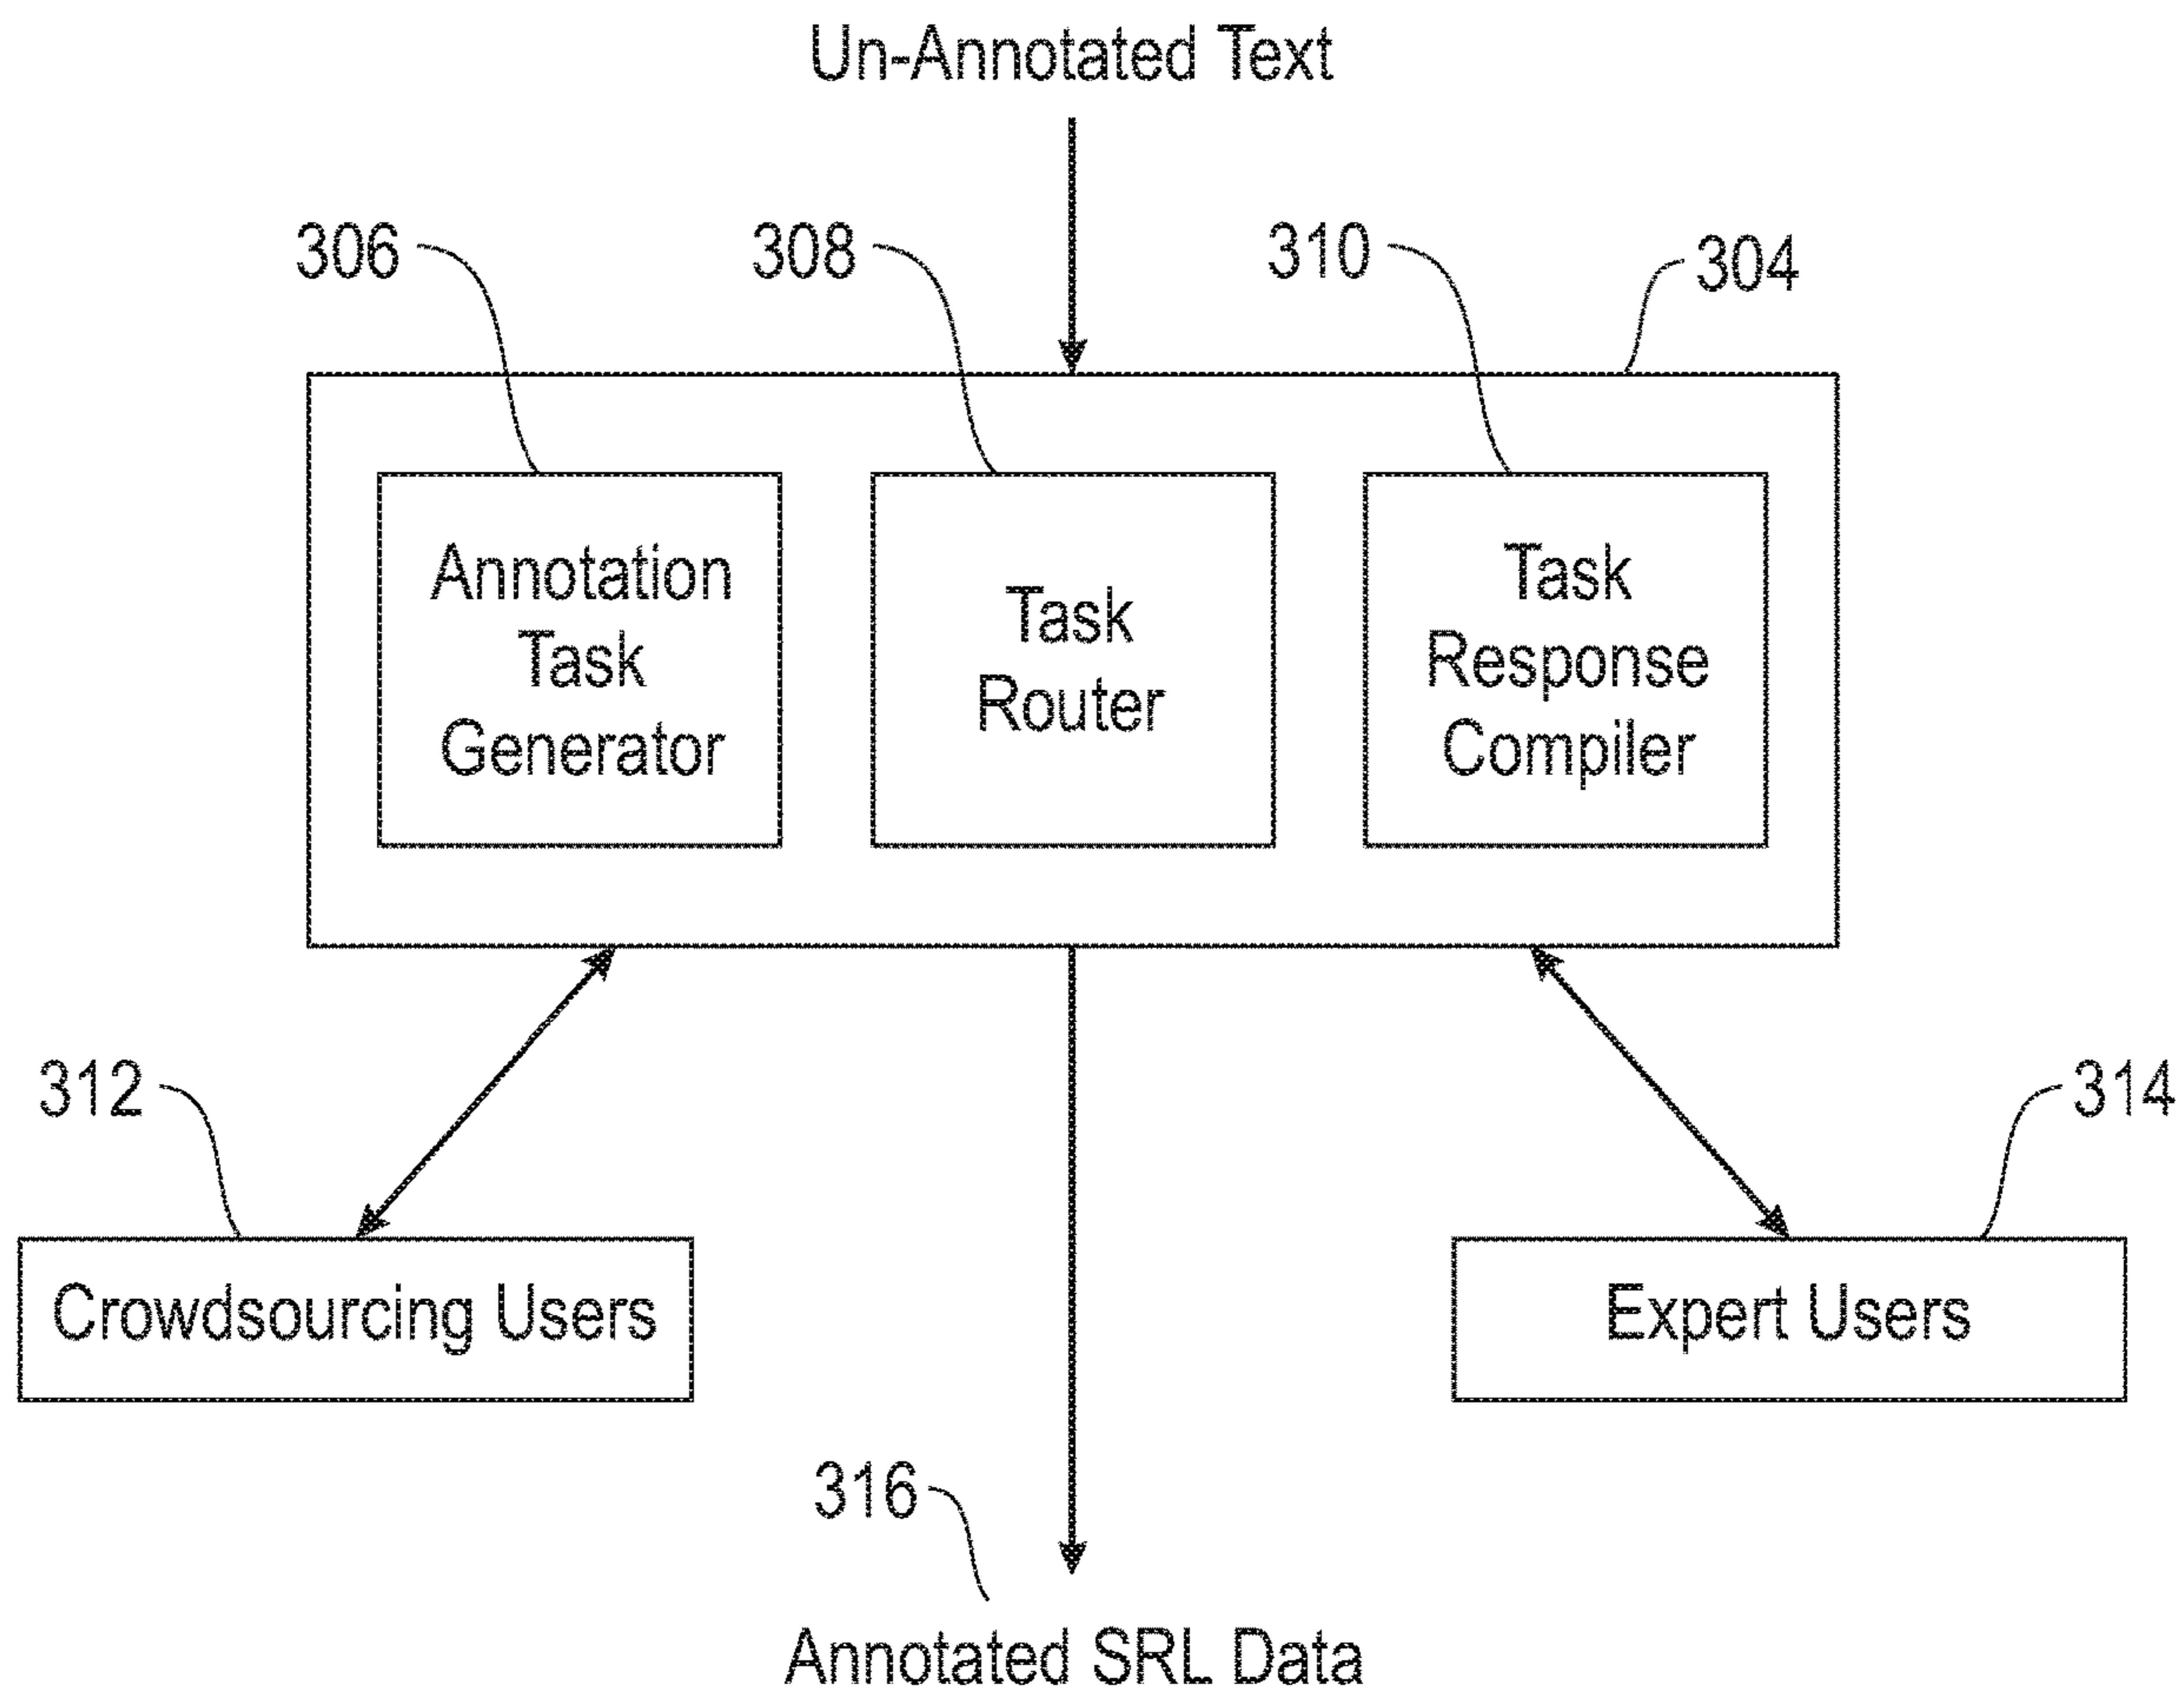 Un-Annotated Text
306
308
310
304
Annotation
Task
Generator
Task
Router
Task
Response
Compiler
312
314
Crowdsourcing Users
Expert Users
316
Annotated SRL Data